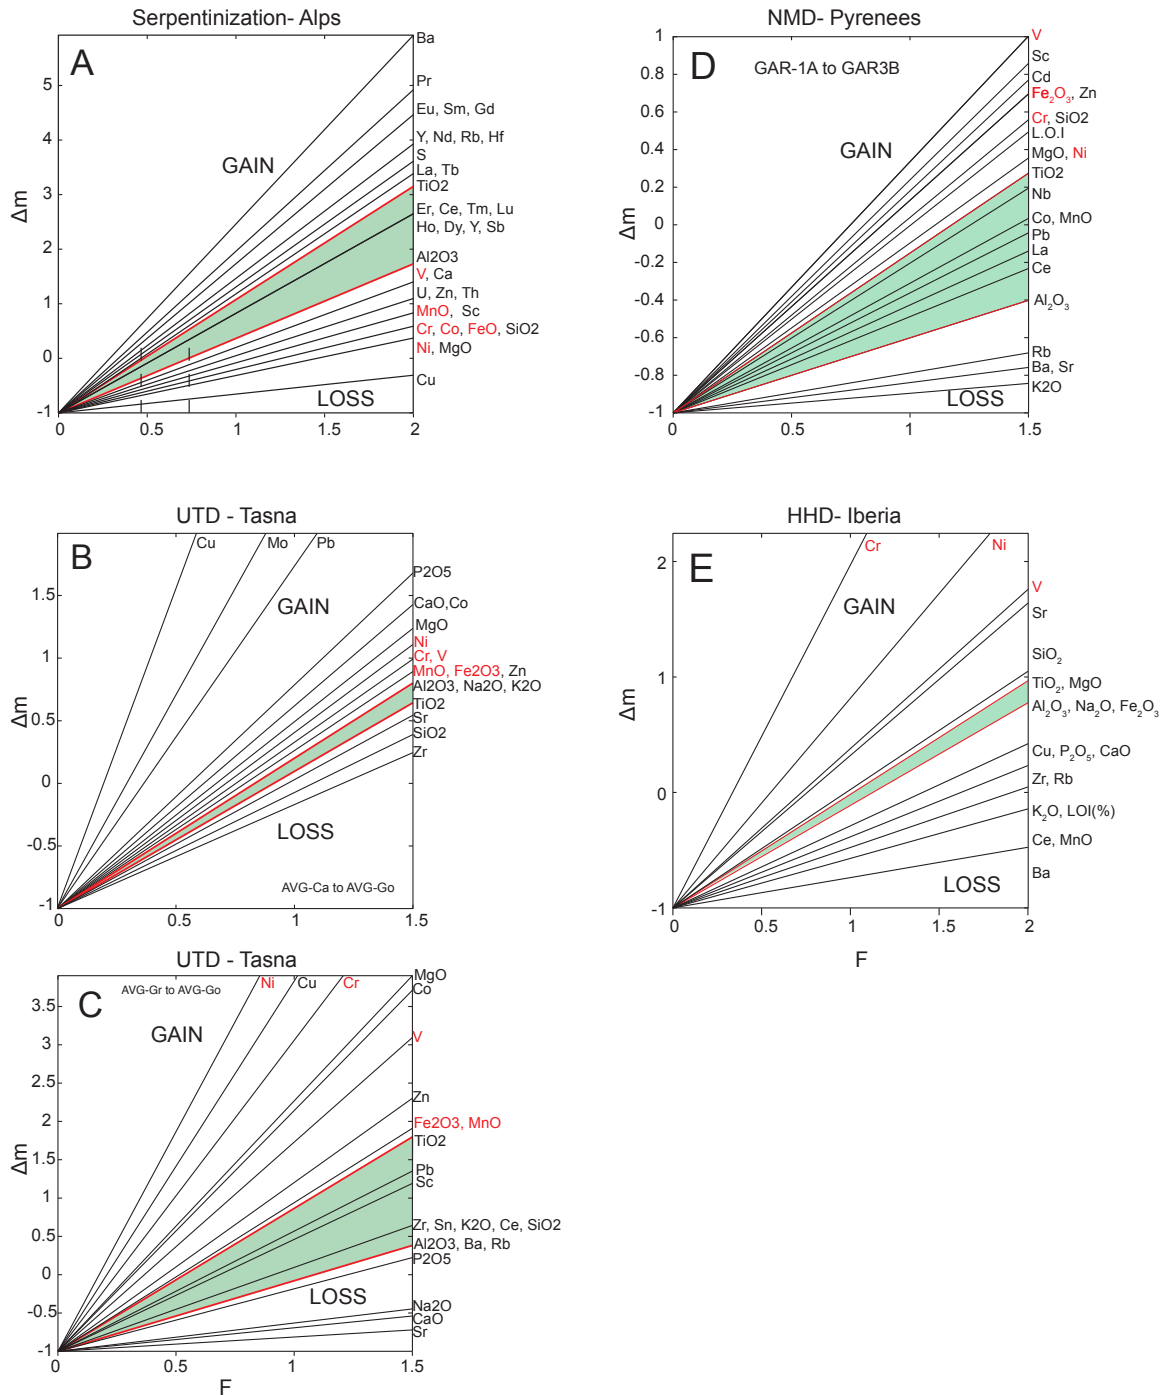 Serpentinization- Alps
A
5
4
3
2
1
0
-1
Δm
GAIN
LOSS
Ba
Pr
Eu, Sm, Gd
Y, Nd, Rb, Hf
S
La, Tb
TiO2
Er, Ce, Tm, Lu
Ho, Dy, Y, Sb
Al2O3
V, Ca
U, Zn, Th
MnO, Sc
Cr, Co, FeO, SiO2
Ni, MgO
Cu
0 0.5 1 1.5 2
NMD- Pyrenees
D
GAR-1A to GAR3B
1
0.8
0.6
0.4
0.2
0
-0.2
-0.4
-0.6
-0.8
-1
Δm
GAIN
LOSS
V
Sc
Cd
Fe2O3, Zn
Cr, SiO2
L.O.I
MgO, Ni
TiO2
Nb
Co, MnO
Pb
La
Ce
Al2O3
Rb
Ba, Sr
K2O
0 0.5 1 1.5
UTD - Tasna
B
Cu Mo Pb
1.5
1
0.5
0
-0.5
-1
Δm
GAIN
LOSS
AVG-Ca to AVG-Go
P2O5
CaO,Co
MgO
Ni
Cr, V
MnO, Fe2O3, Zn
Al2O3, Na2O, K2O
TiO2
Sr
SiO2
Zr
0 0.5 1 1.5
HHD- Iberia
E
Cr Ni
2
1
0
-1
Δm
GAIN
LOSS
V
Sr
SiO2
TiO2, MgO
Al2O3, Na2O, Fe2O3
Cu, P2O5, CaO
Zr, Rb
K2O, LOI(%)
Ce, MnO
Ba
0 0.5 1 1.5 2
F
UTD - Tasna
C
AVG-Gr to AVG-Go
Ni Cu Cr
3.5
3
2.5
2
1.5
1
0.5
0
-0.5
-1
Δm
GAIN
LOSS
MgO
Co
V
Zn
Fe2O3, MnO
TiO2
Pb
Sc
Zr, Sn, K2O, Ce, SiO2
Al2O3, Ba, Rb
P2O5
Na2O
CaO
Sr
0 0.5 1 1.5
F